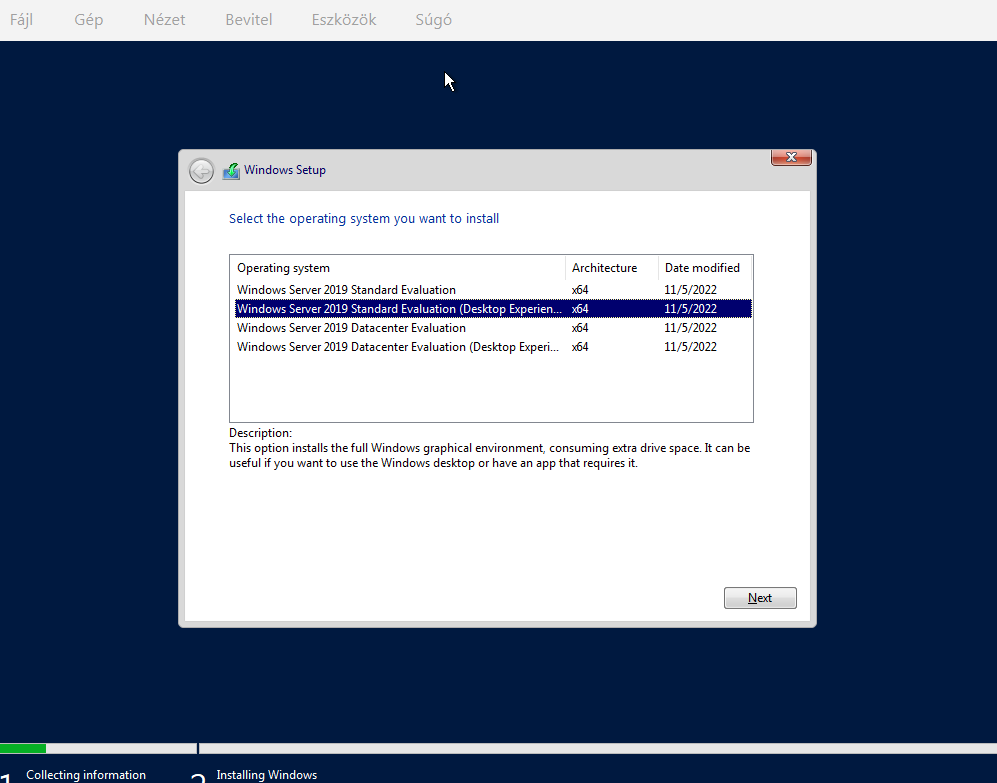 Fájl Gép Nézet Bevitel Eszközök Súgó
Windows Setup
Select the operating system you want to install
Operating system Architecture Date modified
Windows Server 2019 Standard Evaluation x64 11/5/2022
Windows Server 2019 Standard Evaluation (Desktop Experien... x64 11/5/2022
Windows Server 2019 Datacenter Evaluation x64 11/5/2022
Windows Server 2019 Datacenter Evaluation (Desktop Experi... x64 11/5/2022
Description:
This option installs the full Windows graphical environment, consuming extra drive space. It can be
useful if you want to use the Windows desktop or have an app that requires it.
Next
1 Collecting information 2 Installing Windows